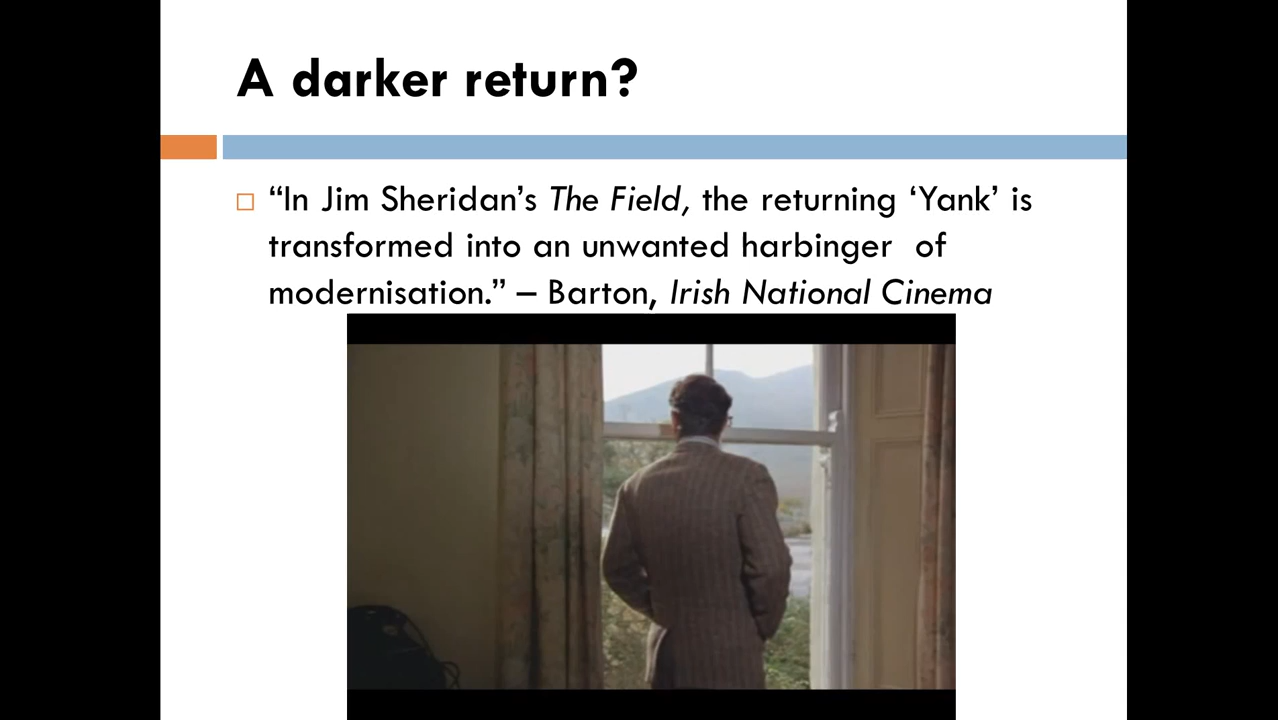 A darker return?
“In Jim Sheridan’s The Field, the returning ‘Yank’ is
transformed into an unwanted harbinger  of
modernisation.” – Barton, Irish National Cinema